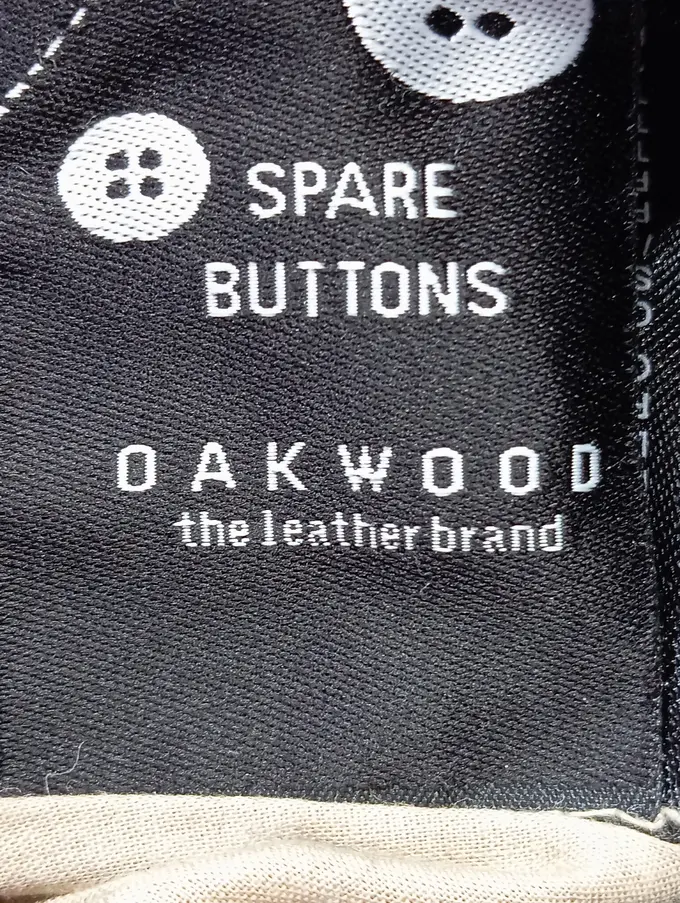 SPARE
BUTTONS
OAKWOOD
the leather brand